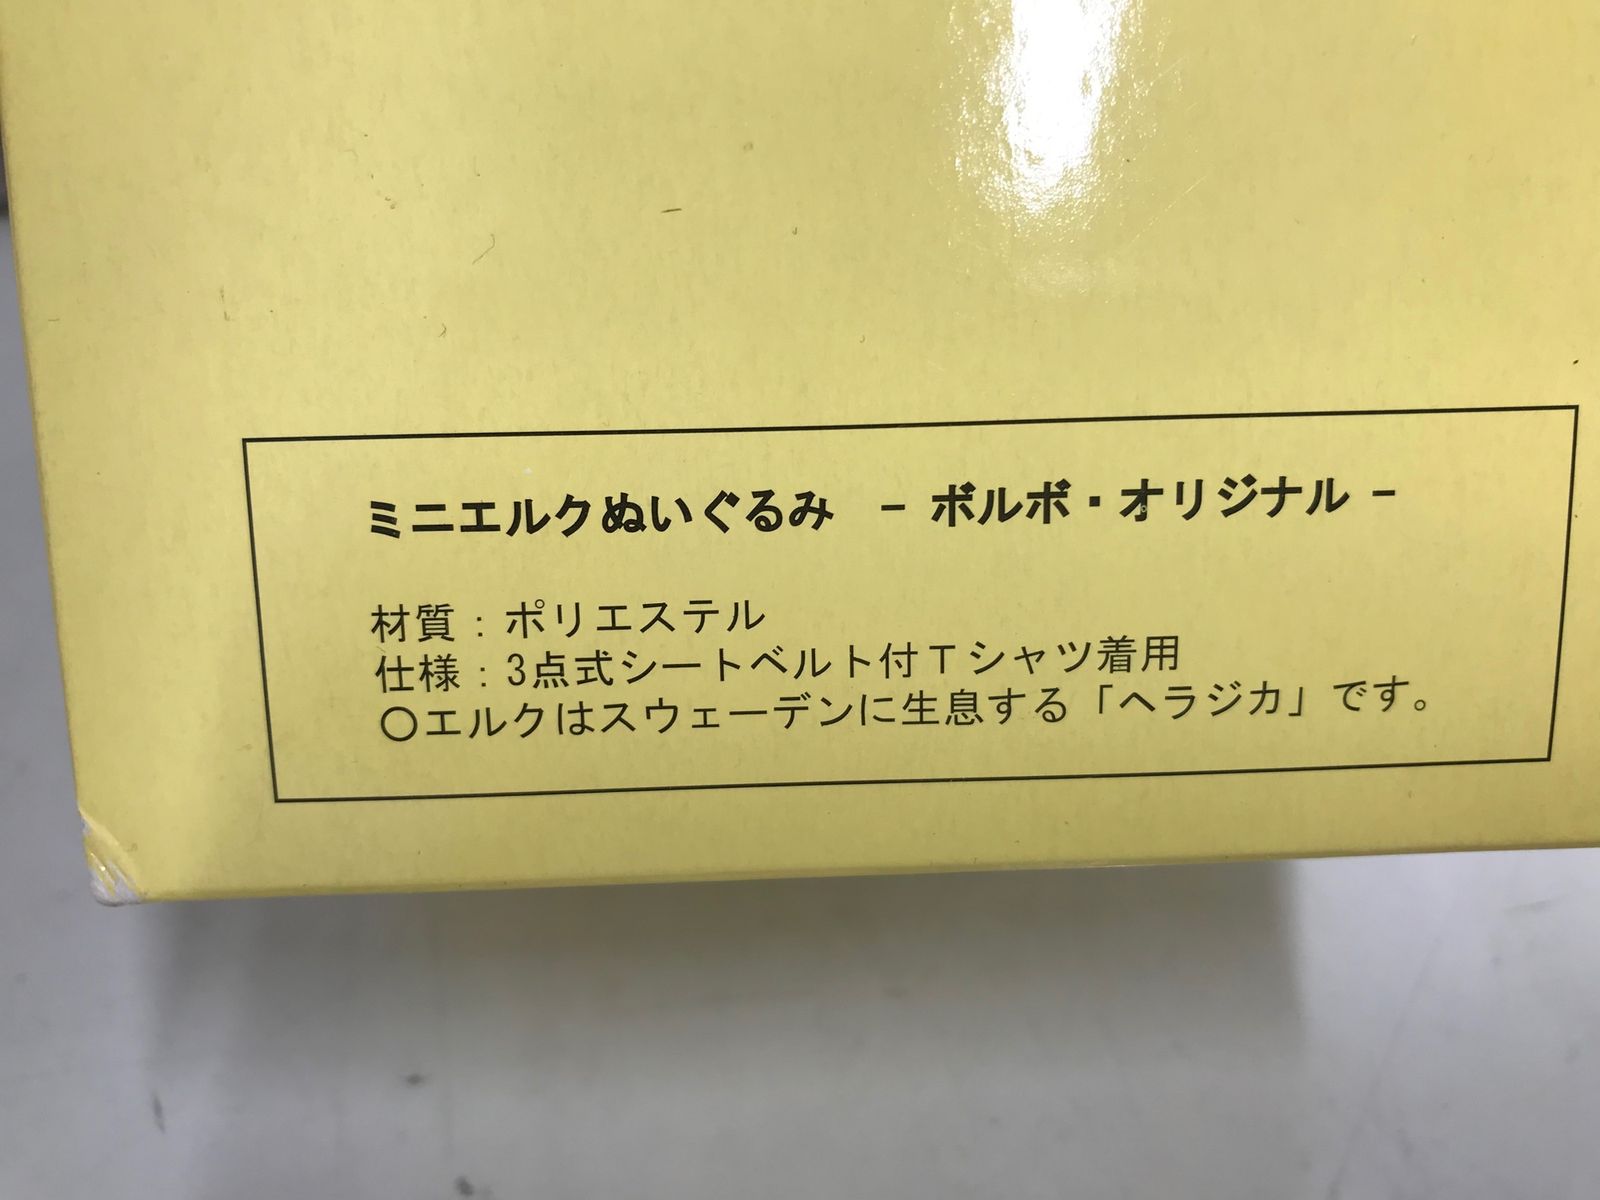 ミニエルクぬいぐるみ － ボルボ・オリジナル －
材質：ポリエステル
仕様：3点式シートベルト付Ｔシャツ着用
〇エルクはスウェーデンに生息する「ヘラジカ」です。